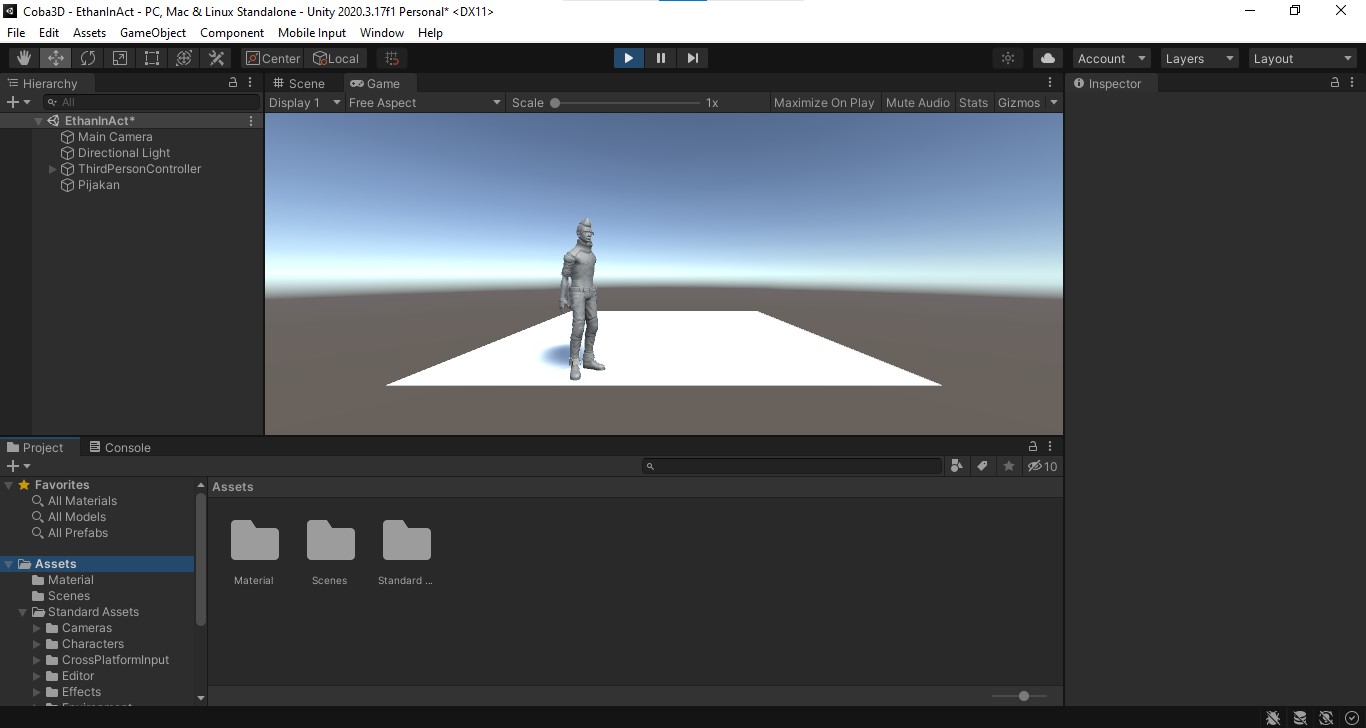 Coba3D - EthanInAct - PC, Mac & Linux Standalone - Unity 2020.3.17f1 Personal* <DX11>
File Edit Assets GameObject Component Mobile Input Window Help
Center Local Account Layers Layout
Hierarchy
All
EthanInAct*
Main Camera
Directional Light
ThirdPersonController
Pijakan
Scene Game
Display 1 Free Aspect Scale 1x Maximize On Play Mute Audio Stats Gizmos
Inspector
Project Console
10
Favorites
All Materials
All Models
All Prefabs
Assets
Material
Scenes
Standard Assets
Cameras
Characters
CrossPlatformInput
Editor
Effects
Assets
Material Scenes Standard ...